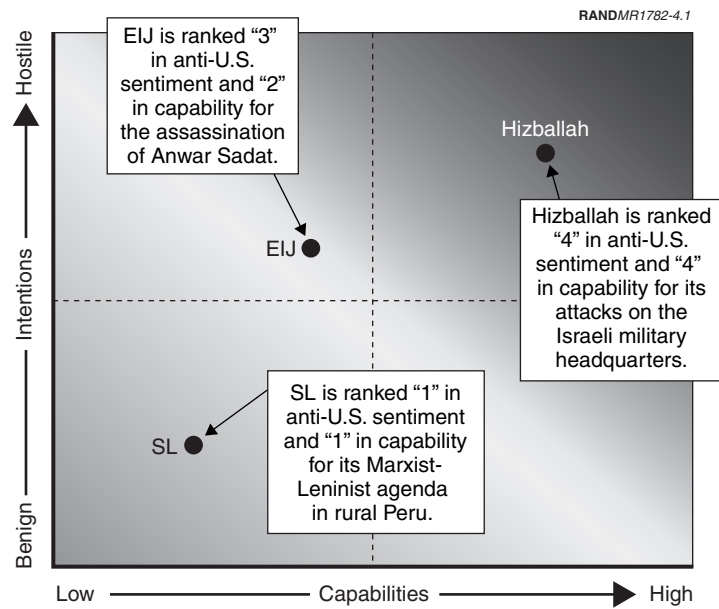 RANDMR1782-4.1
Hostile
Intentions
Benign
EIJ is ranked “3”
in anti-U.S.
sentiment and “2”
in capability for
the assassination
of Anwar Sadat.
Hizballah
EIJ
Hizballah is ranked
“4” in anti-U.S.
sentiment and “4”
in capability for its
attacks on the
Israeli military
headquarters.
SL
SL is ranked “1” in
anti-U.S. sentiment
and “1” in capability
for its Marxist-
Leninist agenda
in rural Peru.
Low
Capabilities
High